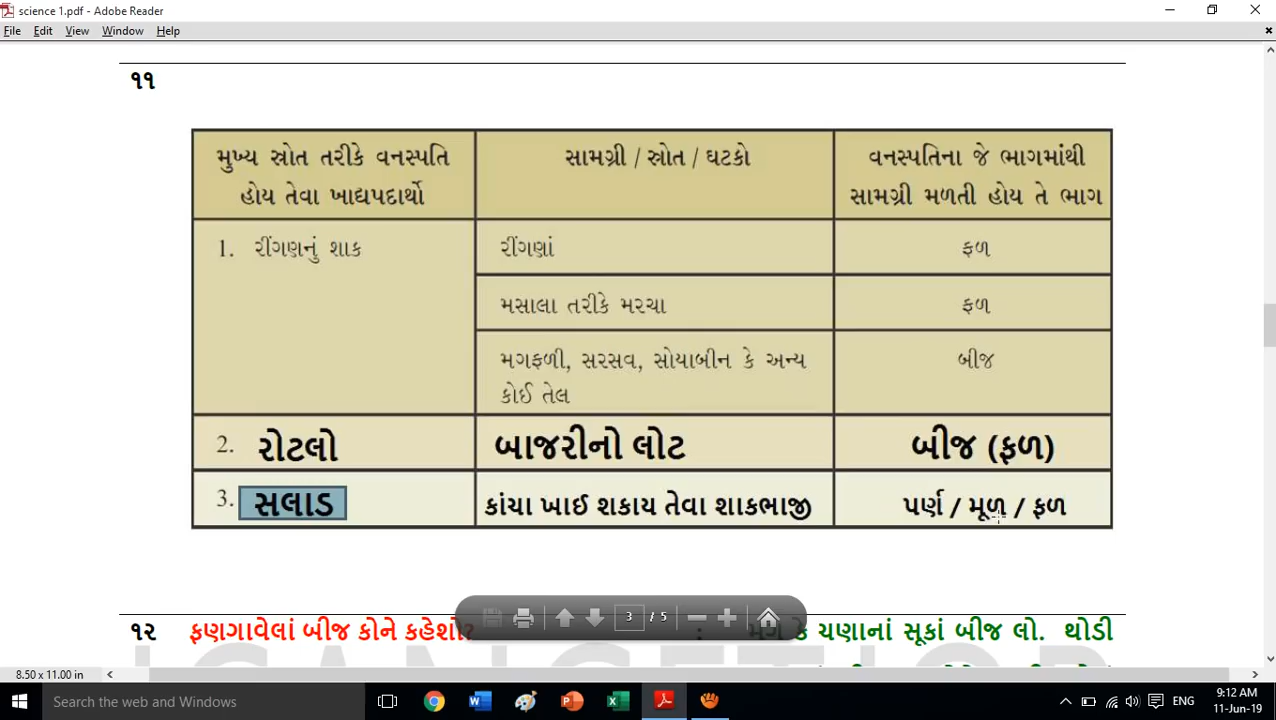 science 1.pdf - Adobe Reader
File Edit View Window Help
૧૧
મુખ્ય સ્રોત તરીકે વનસ્પતિ
હોય તેવા ખાદ્યપદાર્થો
સામગ્રી / સ્રોત / ઘટકો
વનસ્પતિના જે ભાગમાંથી
સામગ્રી મળતી હોય તે ભાગ
1. રીંગણનું શાક
રીંગણાં
ફળ
મસાલા તરીકે મરચા
ફળ
મગફળી, સરસવ, સોયાબીન કે અન્ય
કોઈ તેલ
બીજ
2. રોટલો
બાજરીનો લોટ
બીજ (ફળ)
3. સલાડ
કાંચા ખાઈ શકાય તેવા શાકભાજી
પર્ણ / મૂળ / ફળ
3 / 5
૧૨ ફણગાવેલાં બીજ કોને કહેશો? : મગ કે ચણાનાં સૂકાં બીજ લો. થોડી
8.50 x 11.00 in
Search the web and Windows
ENG
9:12 AM
11-Jun-19